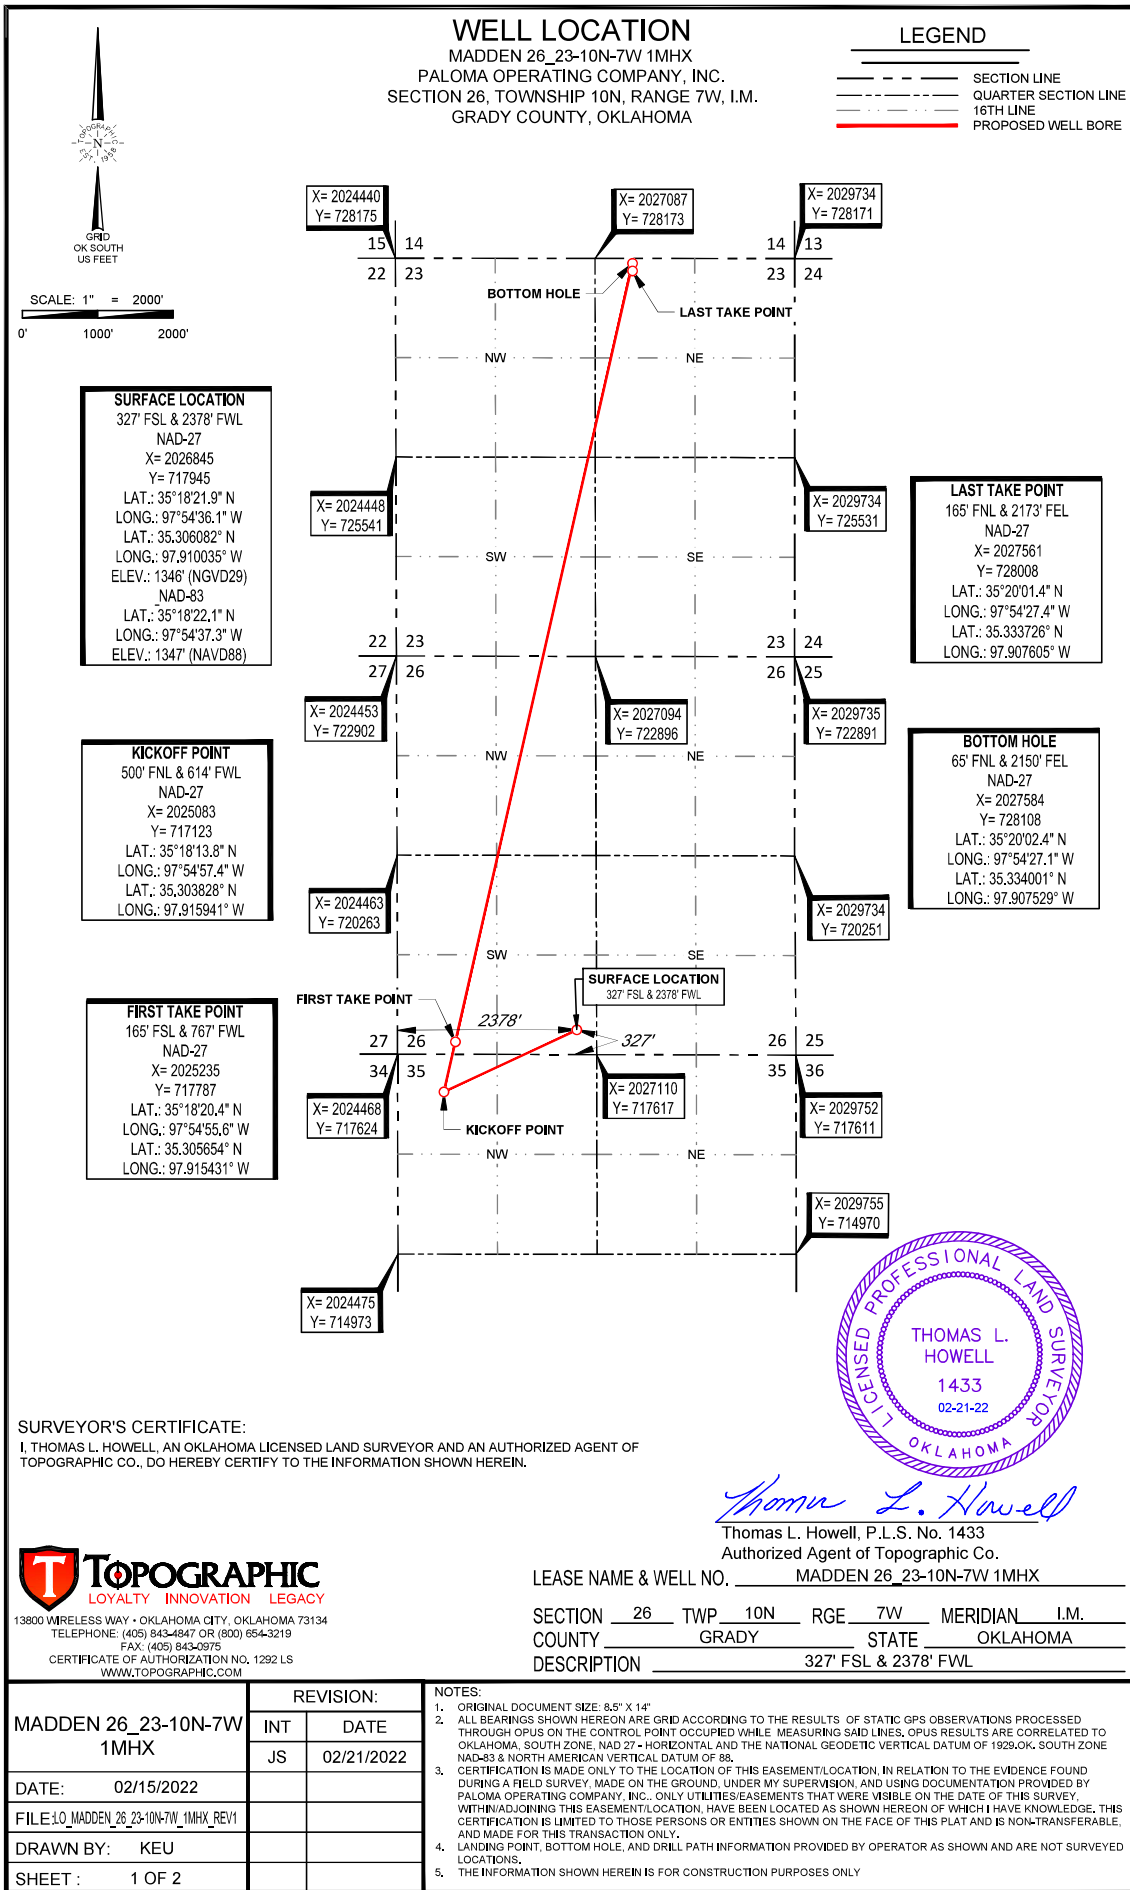 WELL LOCATION
MADDEN 26_23-10N-7W 1MHX
PALOMA OPERATING COMPANY, INC.
SECTION 26, TOWNSHIP 10N, RANGE 7W, I.M.
GRADY COUNTY, OKLAHOMA
LEGEND
SECTION LINE
QUARTER SECTION LINE
16TH LINE
PROPOSED WELL BORE
TOPOGRAPHIC
N
EST. 1958
GRID
OK SOUTH
US FEET
SCALE: 1" = 2000'
0' 1000' 2000'
X= 2024440
Y= 728175
X= 2027087
Y= 728173
X= 2029734
Y= 728171
15 14
22 23
14 13
23 24
BOTTOM HOLE
LAST TAKE POINT
NW NE
SURFACE LOCATION
327' FSL & 2378' FWL
NAD-27
X= 2026845
Y= 717945
LAT.: 35°18'21.9" N
LONG.: 97°54'36.1" W
LAT.: 35.306082° N
LONG.: 97.910035° W
ELEV.: 1346' (NGVD29)
NAD-83
LAT.: 35°18'22.1" N
LONG.: 97°54'37.3" W
ELEV.: 1347' (NAVD88)
X= 2024448
Y= 725541
X= 2029734
Y= 725531
SW SE
LAST TAKE POINT
165' FNL & 2173' FEL
NAD-27
X= 2027561
Y= 728008
LAT.: 35°20'01.4" N
LONG.: 97°54'27.4" W
LAT.: 35.333726° N
LONG.: 97.907605° W
22 23
27 26
23 24
26 25
X= 2024453
Y= 722902
X= 2027094
Y= 722896
X= 2029735
Y= 722891
NW NE
KICKOFF POINT
500' FNL & 614' FWL
NAD-27
X= 2025083
Y= 717123
LAT.: 35°18'13.8" N
LONG.: 97°54'57.4" W
LAT.: 35.303828° N
LONG.: 97.915941° W
BOTTOM HOLE
65' FNL & 2150' FEL
NAD-27
X= 2027584
Y= 728108
LAT.: 35°20'02.4" N
LONG.: 97°54'27.1" W
LAT.: 35.334001° N
LONG.: 97.907529° W
X= 2024463
Y= 720263
X= 2029734
Y= 720251
SW SE
SURFACE LOCATION
327' FSL & 2378' FWL
FIRST TAKE POINT
2378'
327'
FIRST TAKE POINT
165' FSL & 767' FWL
NAD-27
X= 2025235
Y= 717787
LAT.: 35°18'20.4" N
LONG.: 97°54'55.6" W
LAT.: 35.305654° N
LONG.: 97.915431° W
27 26
34 35
26 25
35 36
X= 2024468
Y= 717624
X= 2027110
Y= 717617
X= 2029752
Y= 717611
KICKOFF POINT
NW NE
X= 2029755
Y= 714970
X= 2024475
Y= 714973
LICENSED PROFESSIONAL LAND SURVEYOR
THOMAS L.
HOWELL
1433
02-21-22
OKLAHOMA
SURVEYOR'S CERTIFICATE:
I, THOMAS L. HOWELL, AN OKLAHOMA LICENSED LAND SURVEYOR AND AN AUTHORIZED AGENT OF
TOPOGRAPHIC CO., DO HEREBY CERTIFY TO THE INFORMATION SHOWN HEREIN.
Thomas L. Howell
Thomas L. Howell, P.L.S. No. 1433
Authorized Agent of Topographic Co.
T TOPOGRAPHIC
LOYALTY INNOVATION LEGACY
13800 WIRELESS WAY • OKLAHOMA CITY, OKLAHOMA 73134
TELEPHONE: (405) 843-4847 OR (800) 654-3219
FAX: (405) 843-0975
CERTIFICATE OF AUTHORIZATION NO. 1292 LS
WWW.TOPOGRAPHIC.COM
LEASE NAME & WELL NO. MADDEN 26_23-10N-7W 1MHX
SECTION 26 TWP 10N RGE 7W MERIDIAN I.M.
COUNTY GRADY STATE OKLAHOMA
DESCRIPTION 327' FSL & 2378' FWL
MADDEN 26_23-10N-7W
1MHX
REVISION:
INT DATE
JS 02/21/2022
DATE: 02/15/2022
FILE:LO_MADDEN_26_23-10N-7W_1MHX_REV1
DRAWN BY: KEU
SHEET : 1 OF 2
NOTES:
1. ORIGINAL DOCUMENT SIZE: 8.5" X 14"
2. ALL BEARINGS SHOWN HEREON ARE GRID ACCORDING TO THE RESULTS OF STATIC GPS OBSERVATIONS PROCESSED
THROUGH OPUS ON THE CONTROL POINT OCCUPIED WHILE MEASURING SAID LINES. OPUS RESULTS ARE CORRELATED TO
OKLAHOMA, SOUTH ZONE, NAD 27 - HORIZONTAL AND THE NATIONAL GEODETIC VERTICAL DATUM OF 1929.OK. SOUTH ZONE
NAD-83 & NORTH AMERICAN VERTICAL DATUM OF 88.
3. CERTIFICATION IS MADE ONLY TO THE LOCATION OF THIS EASEMENT/LOCATION, IN RELATION TO THE EVIDENCE FOUND
DURING A FIELD SURVEY, MADE ON THE GROUND, UNDER MY SUPERVISION, AND USING DOCUMENTATION PROVIDED BY
PALOMA OPERATING COMPANY, INC.. ONLY UTILITIES/EASEMENTS THAT WERE VISIBLE ON THE DATE OF THIS SURVEY,
WITHIN/ADJOINING THIS EASEMENT/LOCATION, HAVE BEEN LOCATED AS SHOWN HEREON OF WHICH I HAVE KNOWLEDGE. THIS
CERTIFICATION IS LIMITED TO THOSE PERSONS OR ENTITIES SHOWN ON THE FACE OF THIS PLAT AND IS NON-TRANSFERABLE,
AND MADE FOR THIS TRANSACTION ONLY.
4. LANDING POINT, BOTTOM HOLE, AND DRILL PATH INFORMATION PROVIDED BY OPERATOR AS SHOWN AND ARE NOT SURVEYED
LOCATIONS.
5. THE INFORMATION SHOWN HEREIN IS FOR CONSTRUCTION PURPOSES ONLY